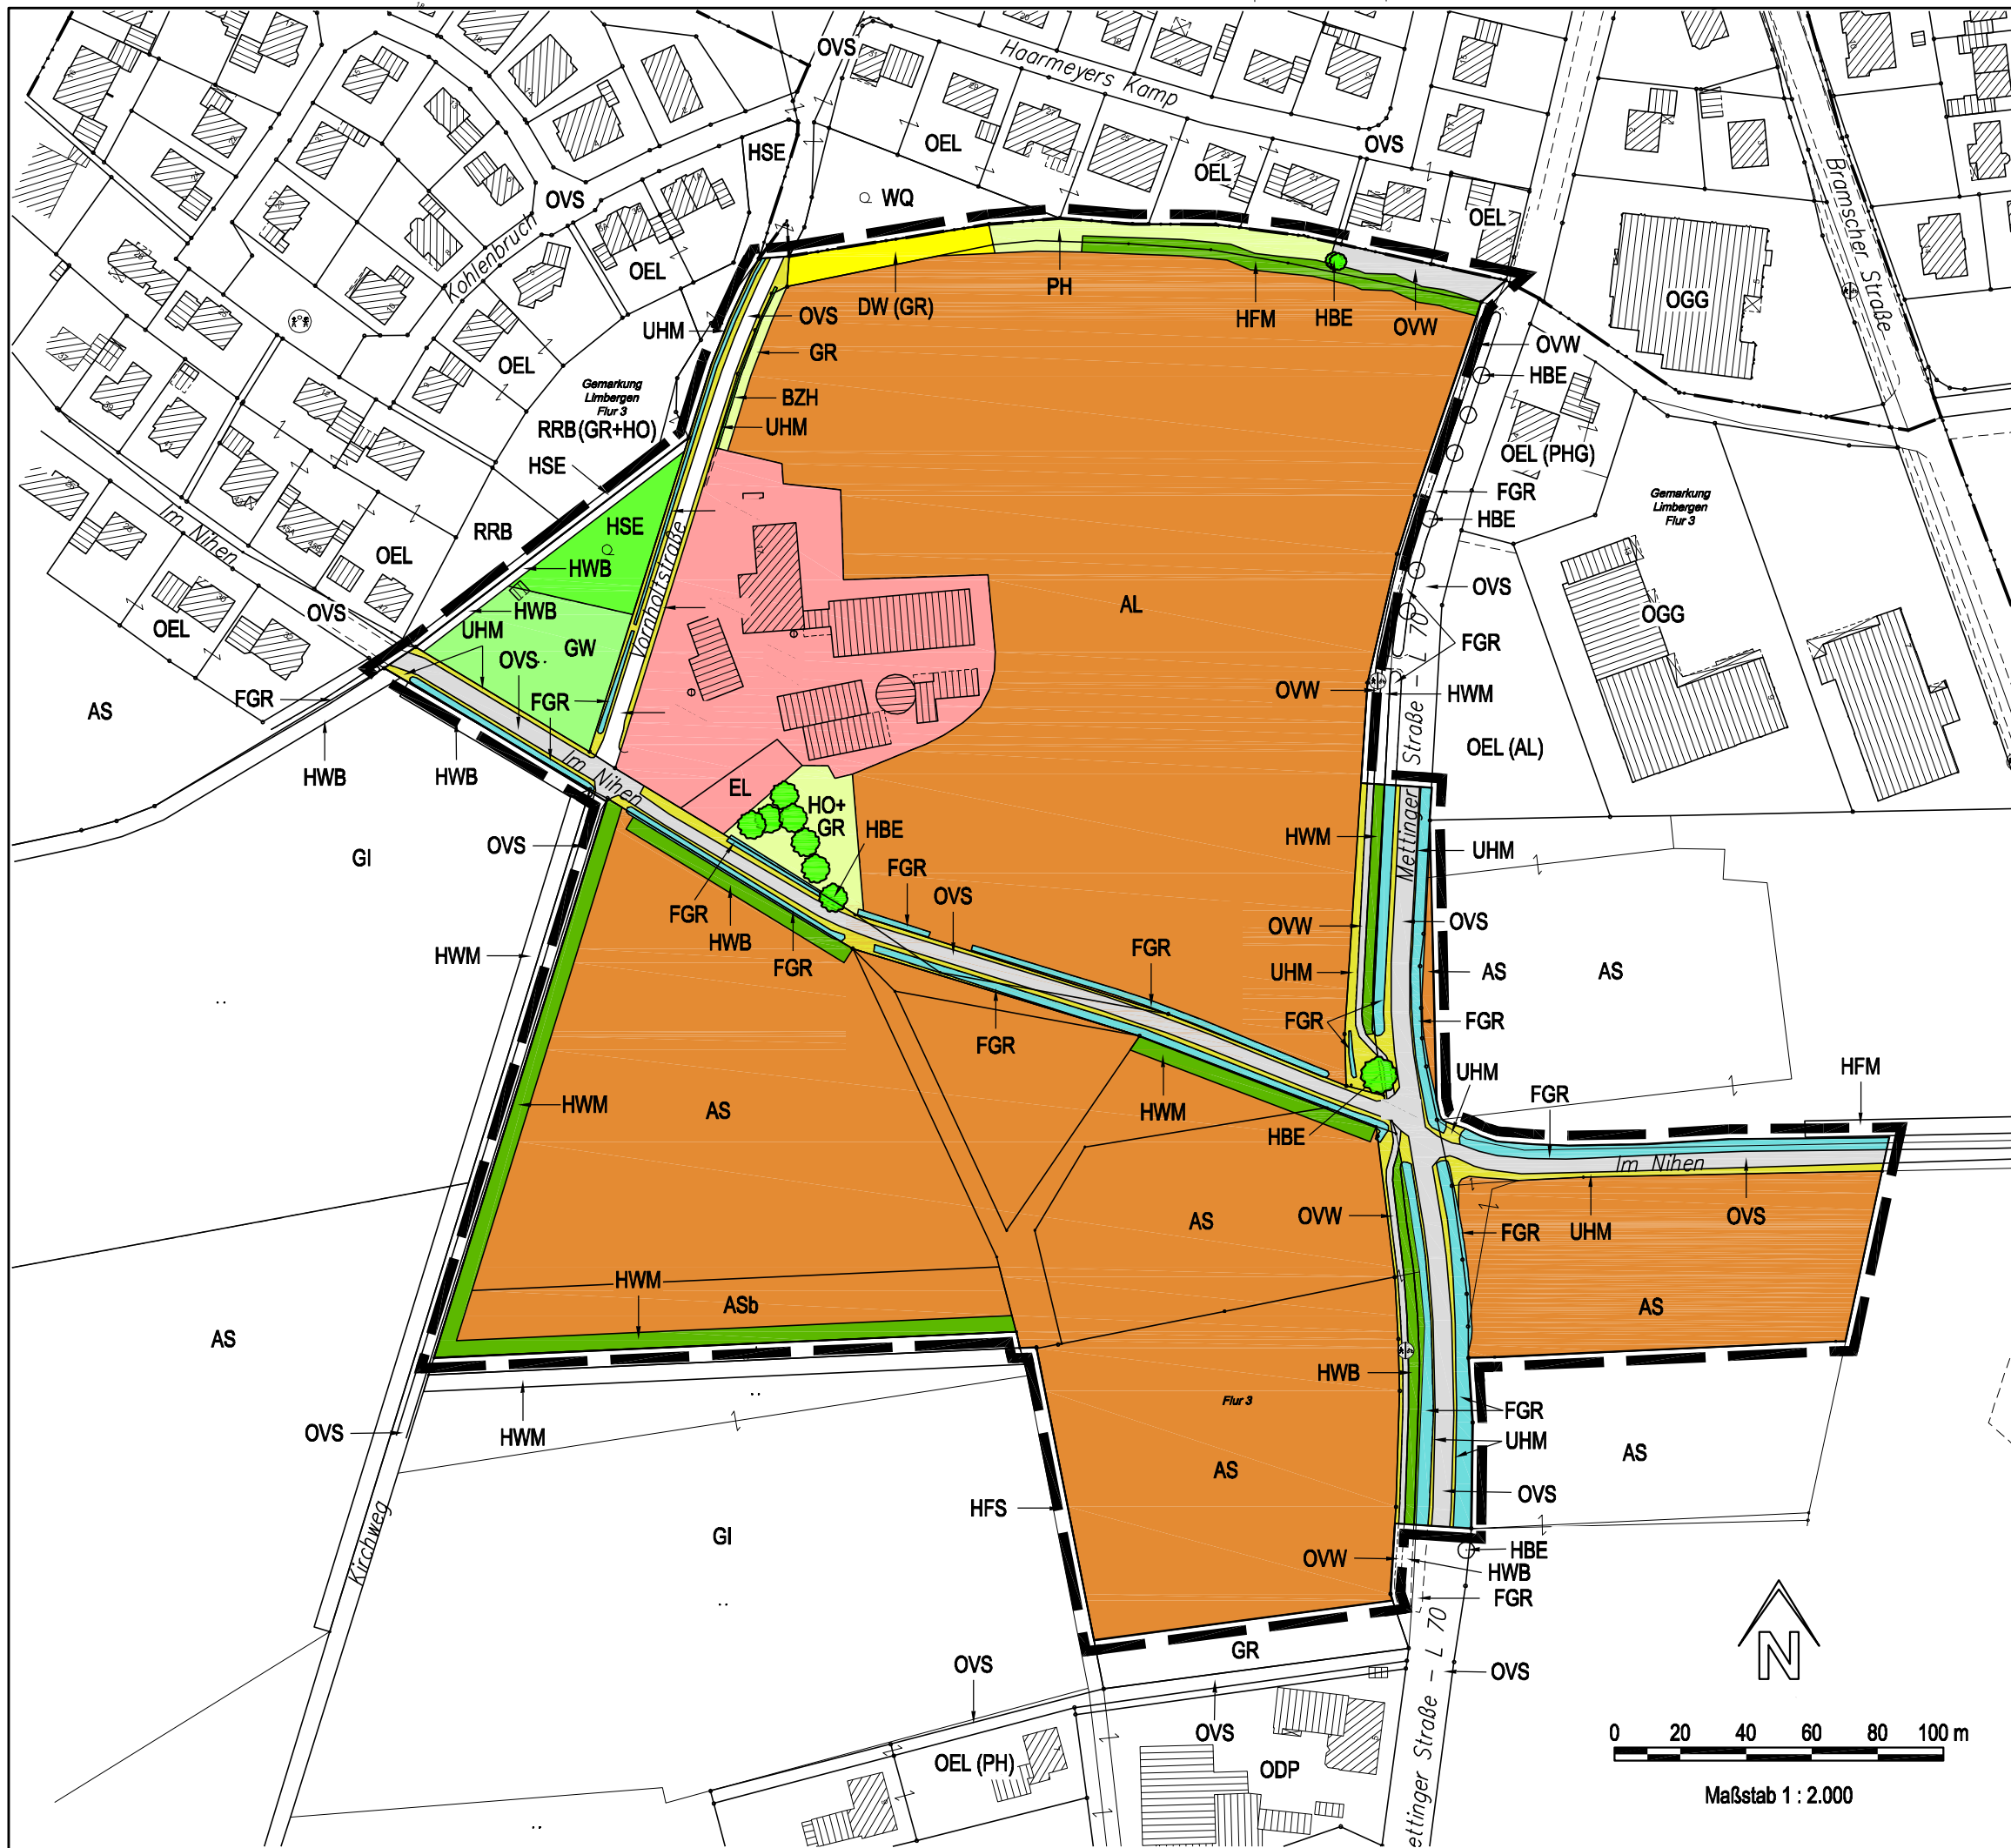 OVS
Haarmeyers Kamp
HSE
OEL
OVS
OEL
WQ
OEL
OVS
Bramscher Straße
Kohlenbruch
OEL
OGG
PH
DW (GR)
OVS
HFM
HBE
OVW
UHM
OVW
GR
HBE
OEL
Gemarkung
Limbergen
Flur 3
BZH
RRB (GR+HO)
UHM
OEL (PHG)
HSE
FGR
Gemarkung
Limbergen
Flur 3
Im Nihen
RRB
HSE
HBE
OEL
HWB
Vornholtstraße
OVS
AL
OGG
OVS
HWB
OEL
UHM
GW
OVS
FGR
FGR
FGR
OVW
HWM
AS
Straße - L 70
OEL (AL)
HWB
HWB
Im Nihen
EL
HO+
GR
HBE
Mettinger
HWM
UHM
OVS
GI
FGR
FGR
OVS
HWB
FGR
OVW
OVS
HWM
FGR
UHM
AS
AS
FGR
FGR
FGR
HFM
UHM
FGR
HWM
AS
HWM
HBE
Im Nihen
OVW
AS
FGR
UHM
OVS
HWM
ASb
AS
AS
HWB
Flur 3
FGR
OVS
HWM
UHM
AS
AS
OVS
HFS
Kirchweg
GI
HBE
OVW
HWB
FGR
N
GR
OVS
OVS
OVS
0 20 40 60 80 100 m
OEL (PH)
ODP
Maßstab 1 : 2.000
ettinger Straße - L 70